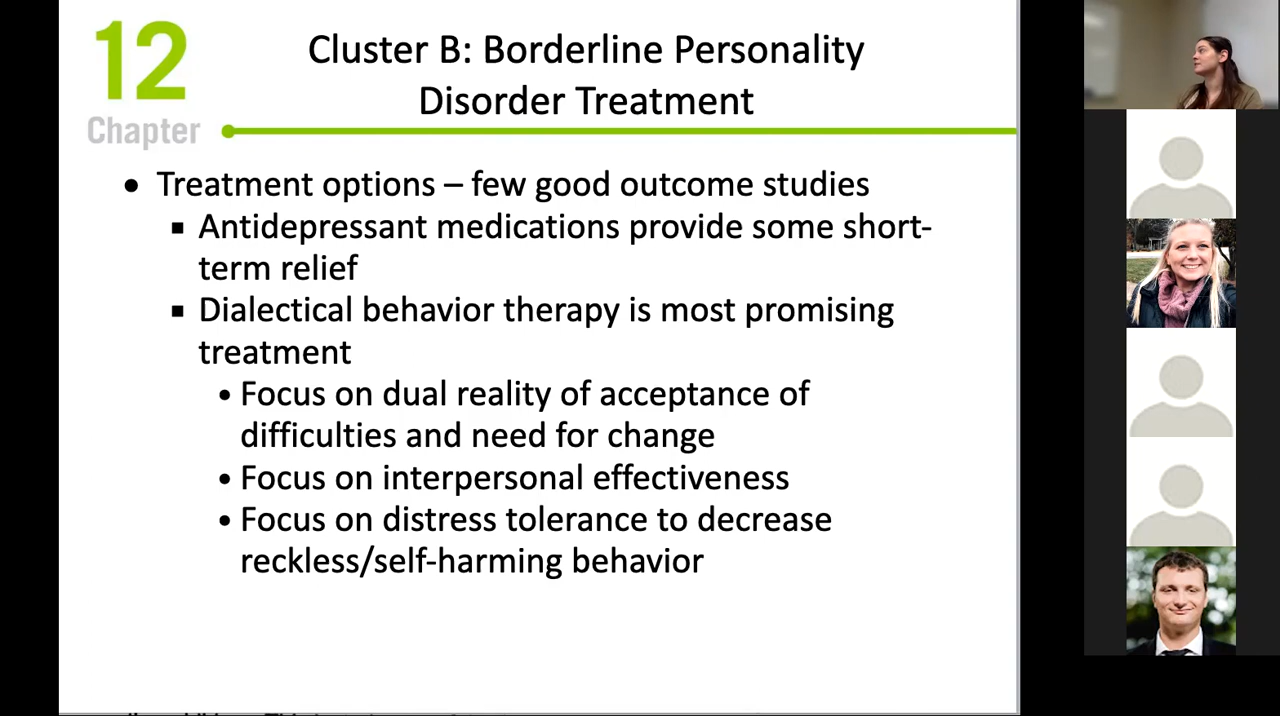 12
Chapter
Cluster B: Borderline Personality
Disorder Treatment
• Treatment options – few good outcome studies
▪ Antidepressant medications provide some short-
term relief
▪ Dialectical behavior therapy is most promising
treatment
• Focus on dual reality of acceptance of
difficulties and need for change
• Focus on interpersonal effectiveness
• Focus on distress tolerance to decrease
reckless/self-harming behavior